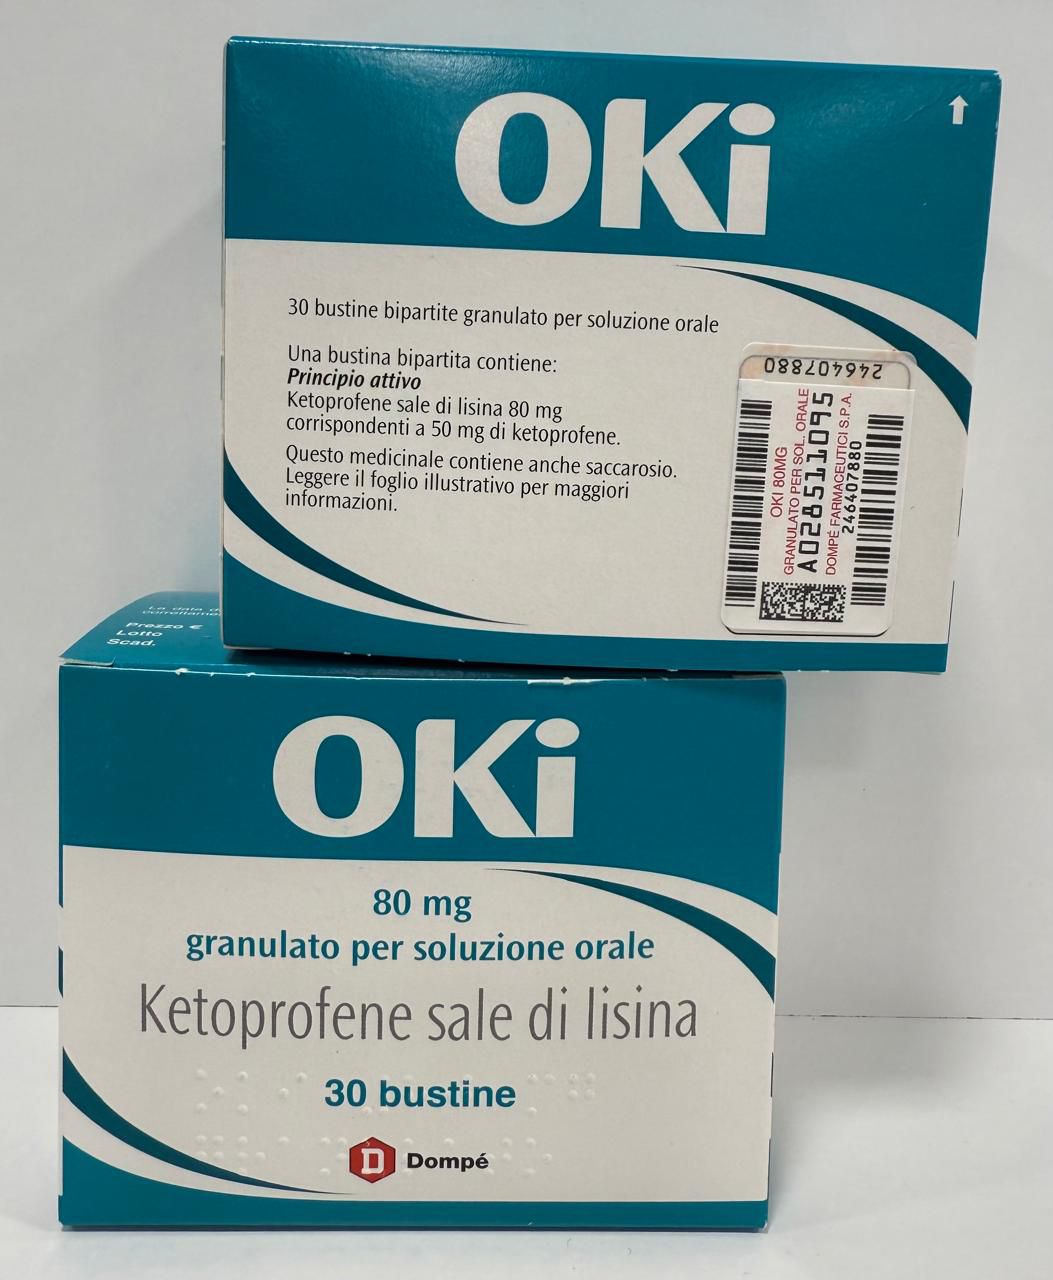 OKi
30 bustine bipartite granulato per soluzione orale
Una bustina bipartita contiene:
Principio attivo
Ketoprofene sale di lisina 80 mg
corrispondenti a 50 mg di ketoprofene.
Questo medicinale contiene anche saccarosio.
Leggere il foglio illustrativo per maggiori
informazioni.
246407880
OKI 80MG
GRANULATO PER SOL. ORALE
A028511095
DOMPÉ FARMACEUTICI S.P.A.
246407880
La data d
correttame
Prezzo €
Lotto
Scad.
OKi
80 mg
granulato per soluzione orale
Ketoprofene sale di lisina
30 bustine
D Dompé